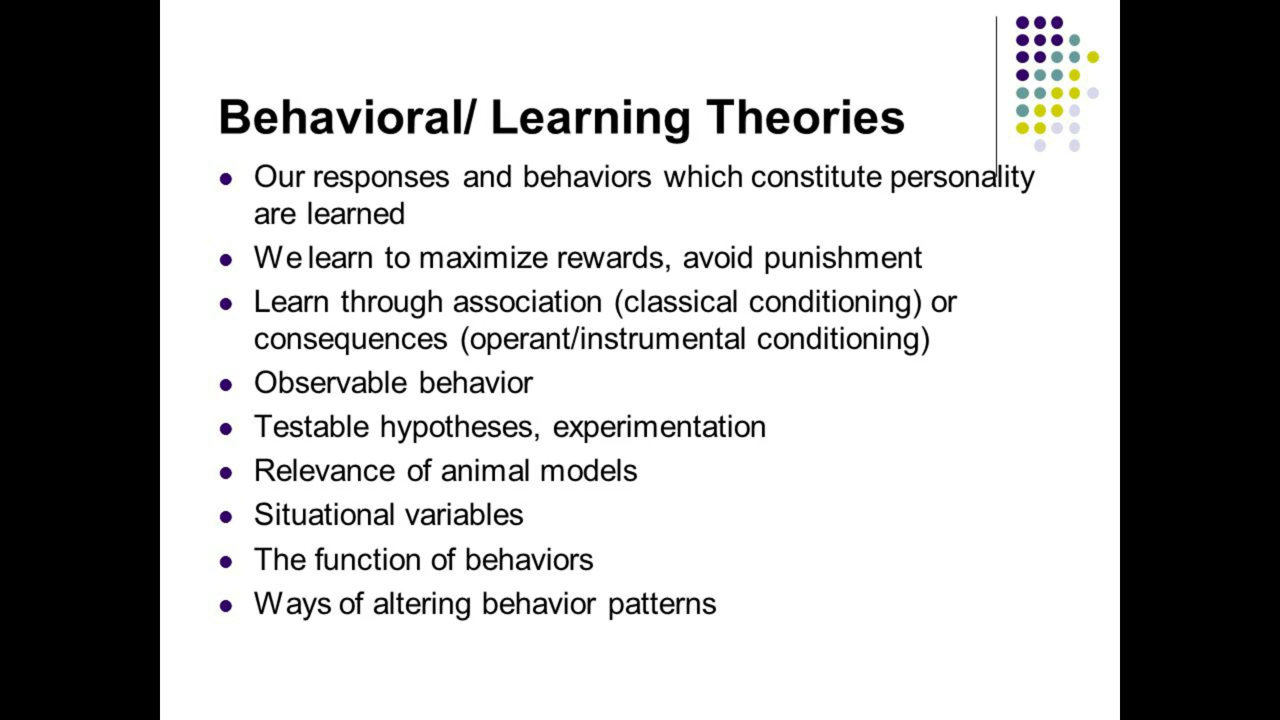 Behavioral/ Learning Theories
● Our responses and behaviors which constitute personality
are learned
● We learn to maximize rewards, avoid punishment
● Learn through association (classical conditioning) or
consequences (operant/instrumental conditioning)
● Observable behavior
● Testable hypotheses, experimentation
● Relevance of animal models
● Situational variables
● The function of behaviors
● Ways of altering behavior patterns